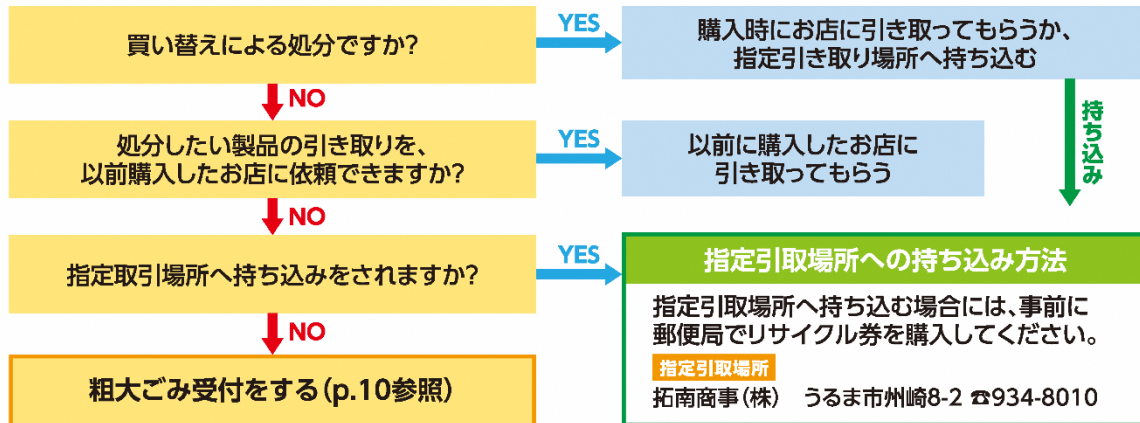 買い替えによる処分ですか?
YES
購入時にお店に引き取ってもらうか、
指定引き取り場所へ持ち込む
NO
持ち込み
処分したい製品の引き取りを、
以前購入したお店に依頼できますか?
YES
以前に購入したお店に
引き取ってもらう
NO
指定取引場所へ持ち込みをされますか?
YES
指定引取場所への持ち込み方法
指定引取場所へ持ち込む場合には、事前に
郵便局でリサイクル券を購入してください。
指定引取場所
拓南商事(株) うるま市州崎8-2 ☎934-8010
NO
粗大ごみ受付をする(p.10参照)